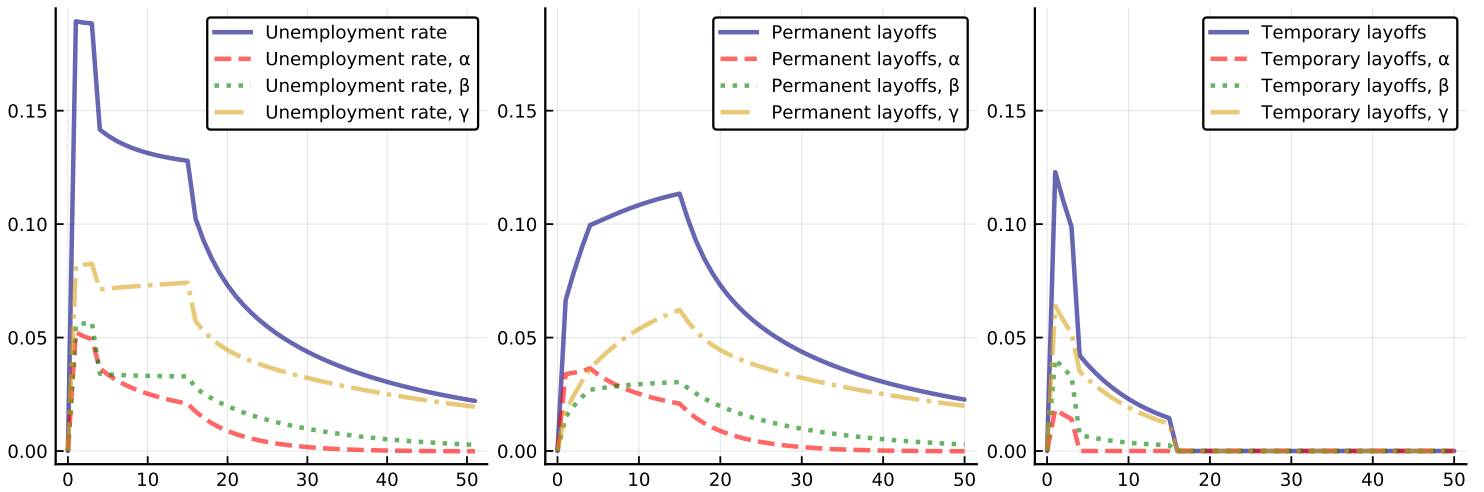 Unemployment rate
Unemployment rate, α
Unemployment rate, β
Unemployment rate, γ
0.15
0.10
0.05
0.00
0 10 20 30 40 50
Permanent layoffs
Permanent layoffs, α
Permanent layoffs, β
Permanent layoffs, γ
0.15
0.10
0.05
0.00
0 10 20 30 40 50
Temporary layoffs
Temporary layoffs, α
Temporary layoffs, β
Temporary layoffs, γ
0.15
0.10
0.05
0.00
0 10 20 30 40 50